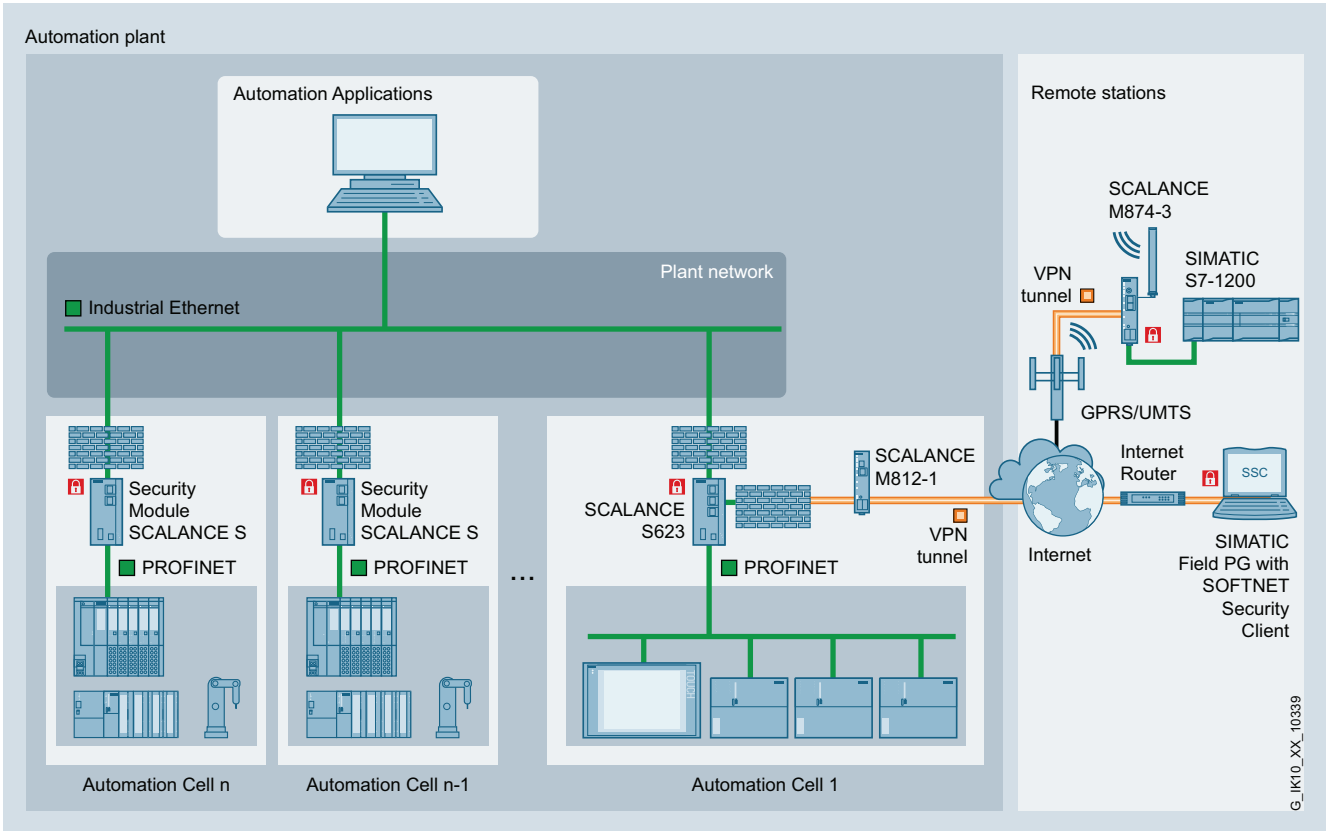 Automation plant
Automation Applications
Remote stations
SCALANCE
M874-3
SIMATIC
S7-1200
VPN
tunnel
Plant network
Industrial Ethernet
GPRS/UMTS
Security
Module
SCALANCE S
PROFINET
Security
Module
SCALANCE S
PROFINET
...
SCALANCE
S623
PROFINET
SCALANCE
M812-1
VPN
tunnel
Internet
Internet
Router
SSC
SIMATIC
Field PG with
SOFTNET
Security
Client
TOUCH
Automation Cell n
Automation Cell n-1
Automation Cell 1
G_IK10_XX_10339